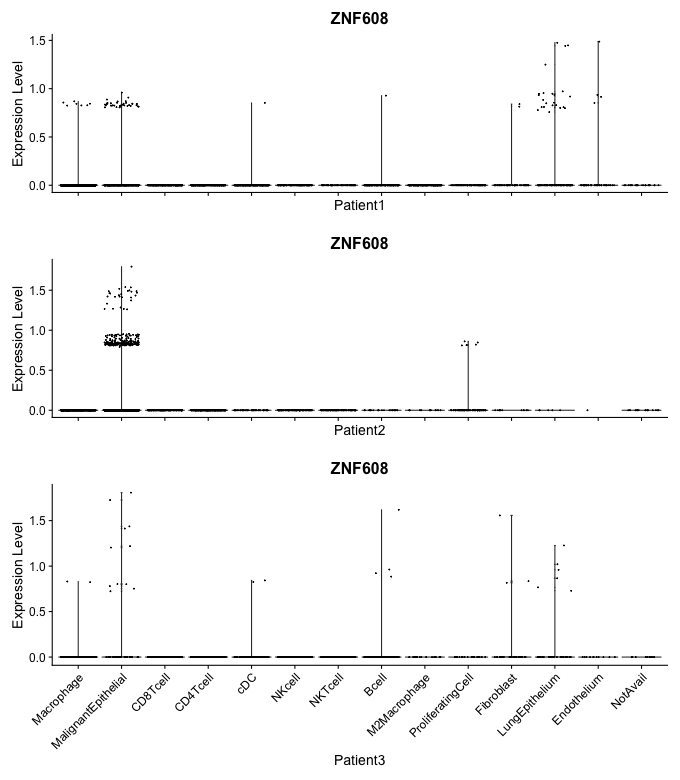 ZNF608
Expression Level
1.5
1.0
0.5
0.0
Patient1
ZNF608
Expression Level
1.5
1.0
0.5
0.0
Patient2
ZNF608
Expression Level
1.5
1.0
0.5
0.0
Macrophage
MalignantEpithelial
CD8Tcell
CD4Tcell
cDC
NKcell
NKTcell
Bcell
M2Macrophage
ProliferatingCell
Fibroblast
LungEpithelium
Endothelium
NotAvail
Patient3